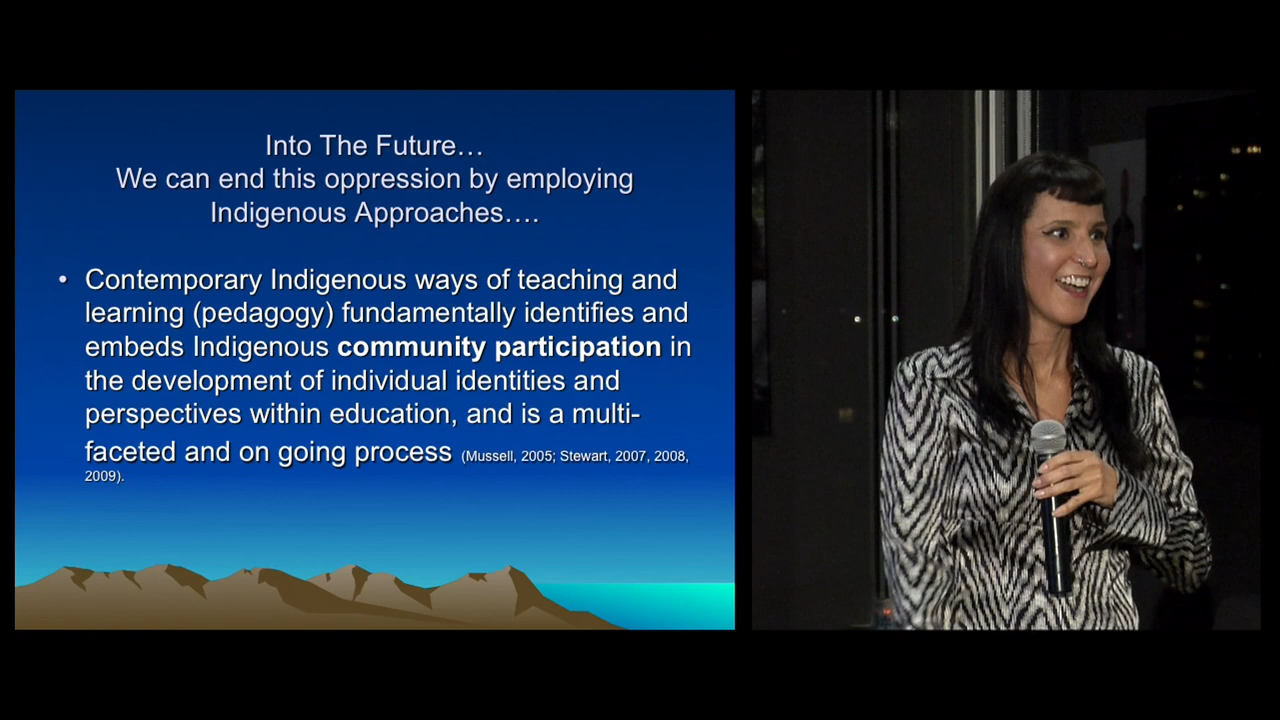 Into The Future…
We can end this oppression by employing
Indigenous Approaches….
• Contemporary Indigenous ways of teaching and
learning (pedagogy) fundamentally identifies and
embeds Indigenous community participation in
the development of individual identities and
perspectives within education, and is a multi-
faceted and on going process (Mussell, 2005; Stewart, 2007, 2008,
2009).